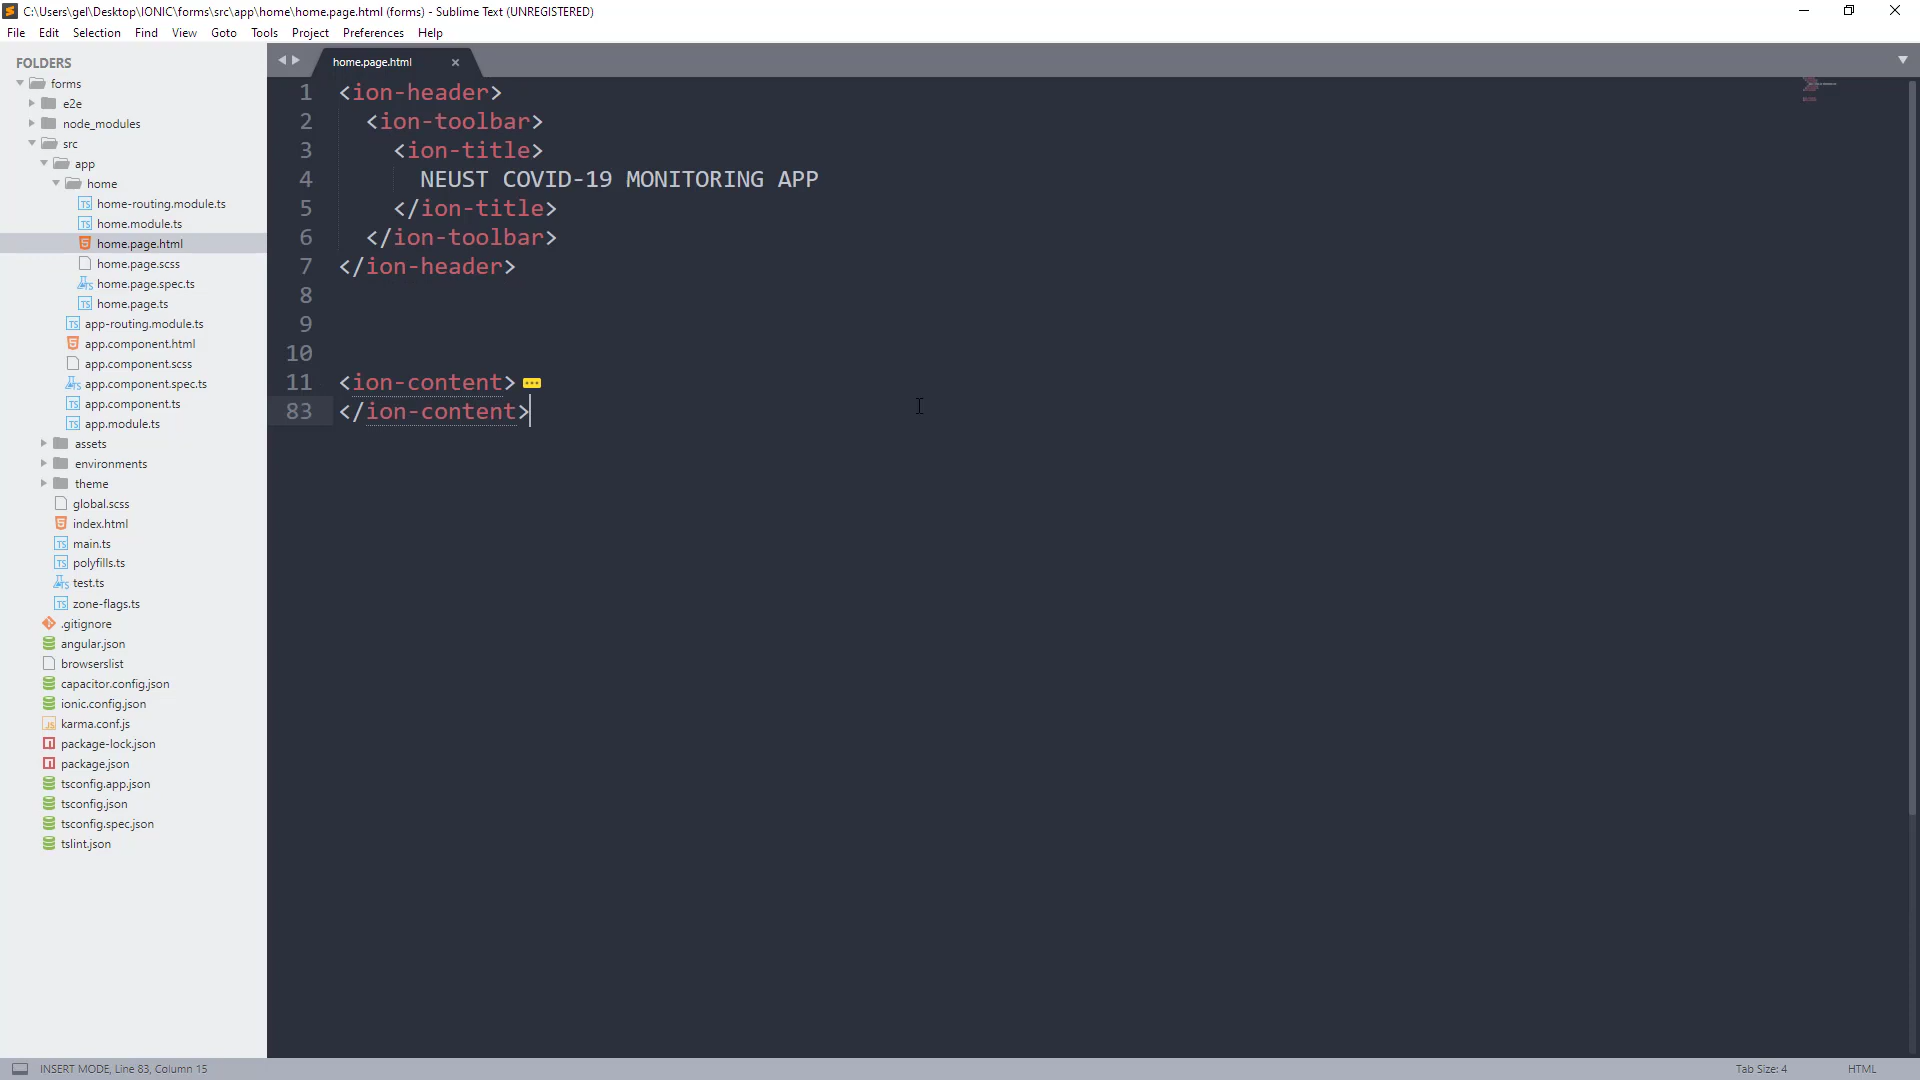 C:\Users\gel\Desktop\IONIC\forms\src\app\home\home.page.html (forms) - Sublime Text (UNREGISTERED)
File Edit Selection Find View Goto Tools Project Preferences Help
FOLDERS
forms
e2e
node_modules
src
app
home
home-routing.module.ts
home.module.ts
home.page.html
home.page.scss
home.page.spec.ts
home.page.ts
app-routing.module.ts
app.component.html
app.component.scss
app.component.spec.ts
app.component.ts
app.module.ts
assets
environments
theme
global.scss
index.html
main.ts
polyfills.ts
test.ts
zone-flags.ts
.gitignore
angular.json
browserslist
capacitor.config.json
ionic.config.json
karma.conf.js
package-lock.json
package.json
tsconfig.app.json
tsconfig.json
tsconfig.spec.json
tslint.json
home.page.html
1 <ion-header>
2 <ion-toolbar>
3 <ion-title>
4 NEUST COVID-19 MONITORING APP
5 </ion-title>
6 </ion-toolbar>
7 </ion-header>
8
9
10
11 <ion-content>
83 </ion-content>
INSERT MODE, Line 83, Column 15
Tab Size: 4
HTML